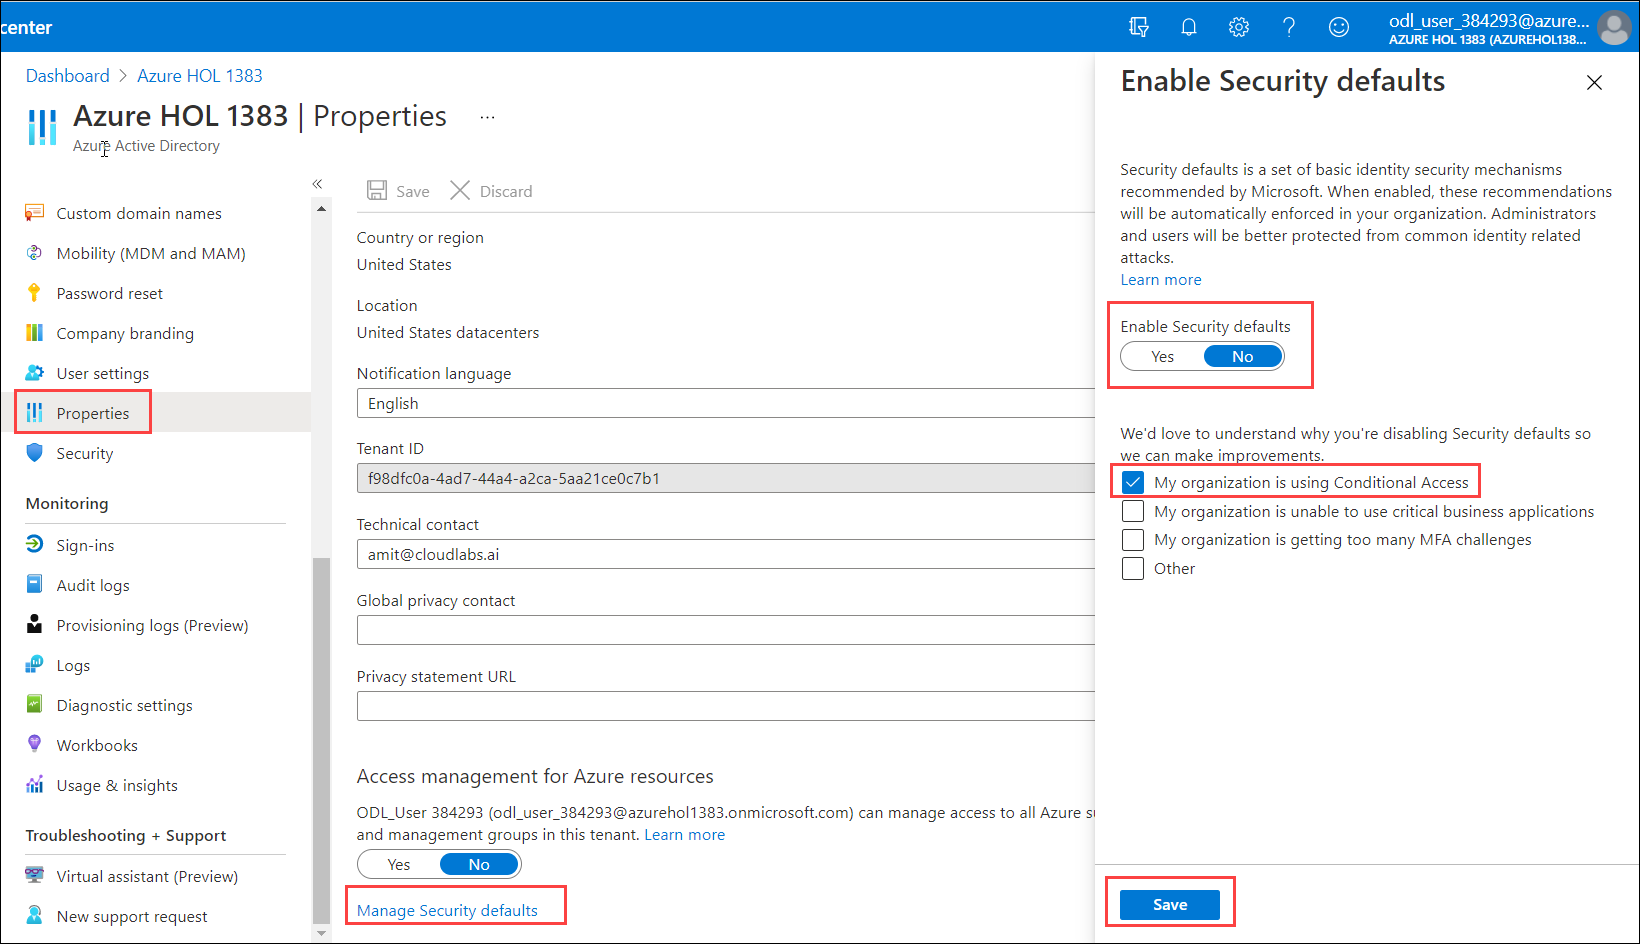 center
odl_user_384293@azure...
AZURE HOL 1383 (AZUREHOL138...
Dashboard > Azure HOL 1383
Azure HOL 1383 | Properties ...
Azure Active Directory
Custom domain names
Mobility (MDM and MAM)
Password reset
Company branding
User settings
Properties
Security
Monitoring
Sign-ins
Audit logs
Provisioning logs (Preview)
Logs
Diagnostic settings
Workbooks
Usage & insights
Troubleshooting + Support
Virtual assistant (Preview)
New support request
Save Discard
Country or region
United States
Location
United States datacenters
Notification language
English
Tenant ID
f98dfc0a-4ad7-44a4-a2ca-5aa21ce0c7b1
Technical contact
amit@cloudlabs.ai
Global privacy contact
Privacy statement URL
Access management for Azure resources
ODL_User 384293 (odl_user_384293@azurehol1383.onmicrosoft.com) can manage access to all Azure su
and management groups in this tenant. Learn more
Yes No
Manage Security defaults
Enable Security defaults
Security defaults is a set of basic identity security mechanisms
recommended by Microsoft. When enabled, these recommendations
will be automatically enforced in your organization. Administrators
and users will be better protected from common identity related
attacks.
Learn more
Enable Security defaults
Yes No
We'd love to understand why you're disabling Security defaults so
we can make improvements.
My organization is using Conditional Access
My organization is unable to use critical business applications
My organization is getting too many MFA challenges
Other
Save